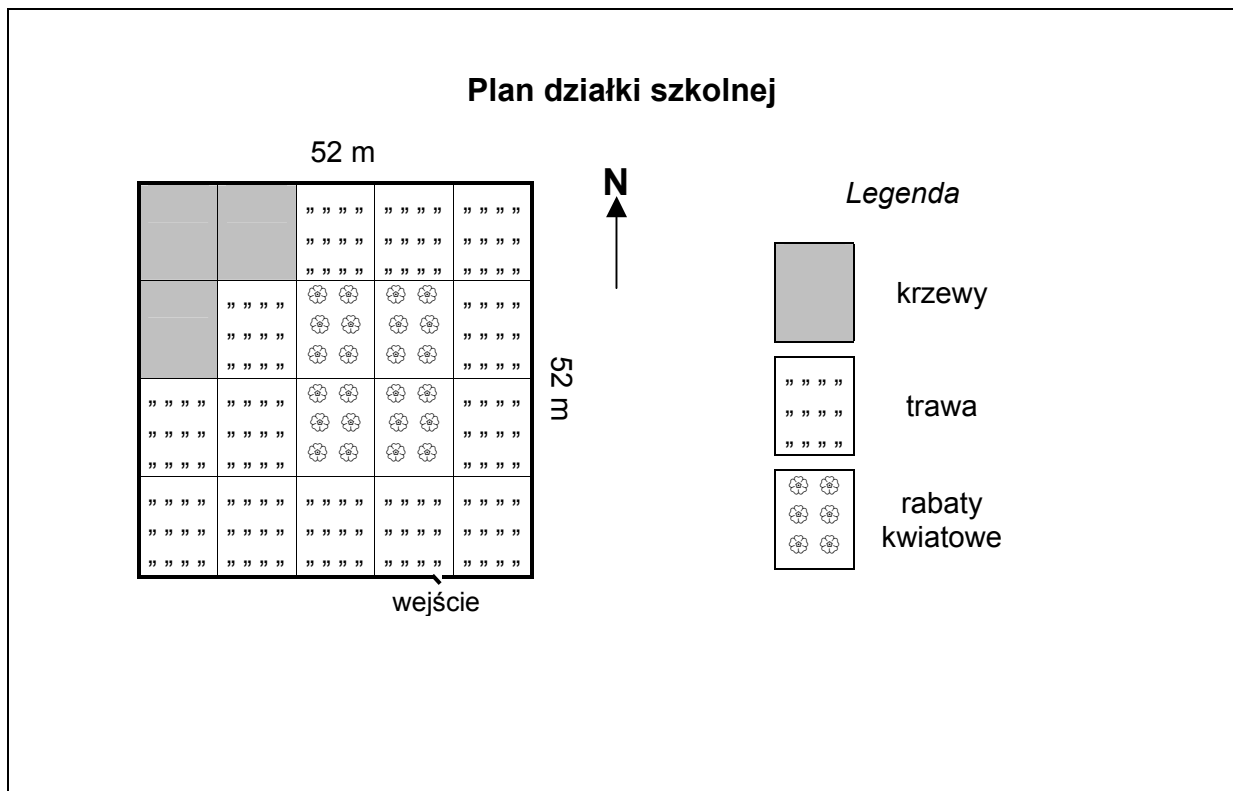 Plan działki szkolnej
52 m
N
Legenda
krzewy
52 m
trawa
rabaty
kwiatowe
wejście